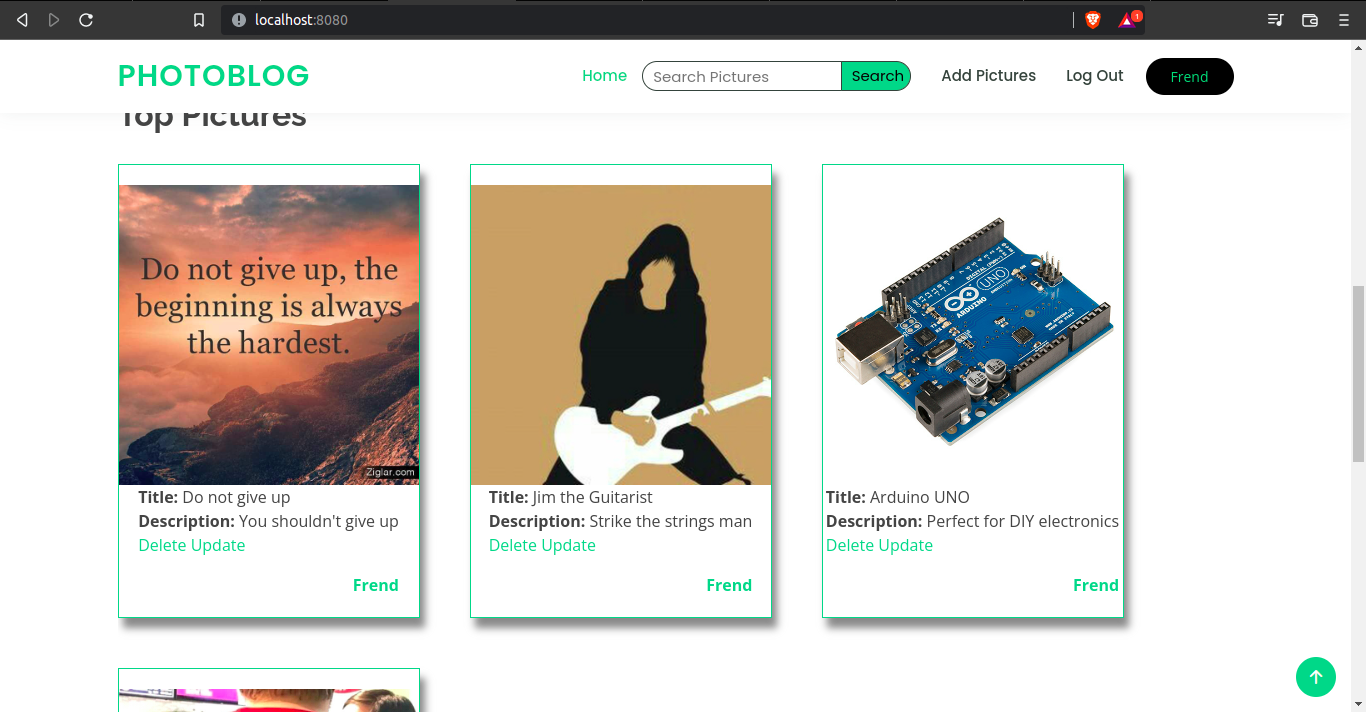 localhost:8080
1
PHOTOBLOG
Home
Search Pictures
Search
Add Pictures
Log Out
Frend
Top Pictures
Do not give up, the
beginning is always
the hardest.
Ziglar.com
Title: Do not give up
Description: You shouldn't give up
Delete Update
Frend
Title: Jim the Guitarist
Description: Strike the strings man
Delete Update
Frend
UNO
ARDUINO
Title: Arduino UNO
Description: Perfect for DIY electronics
Delete Update
Frend